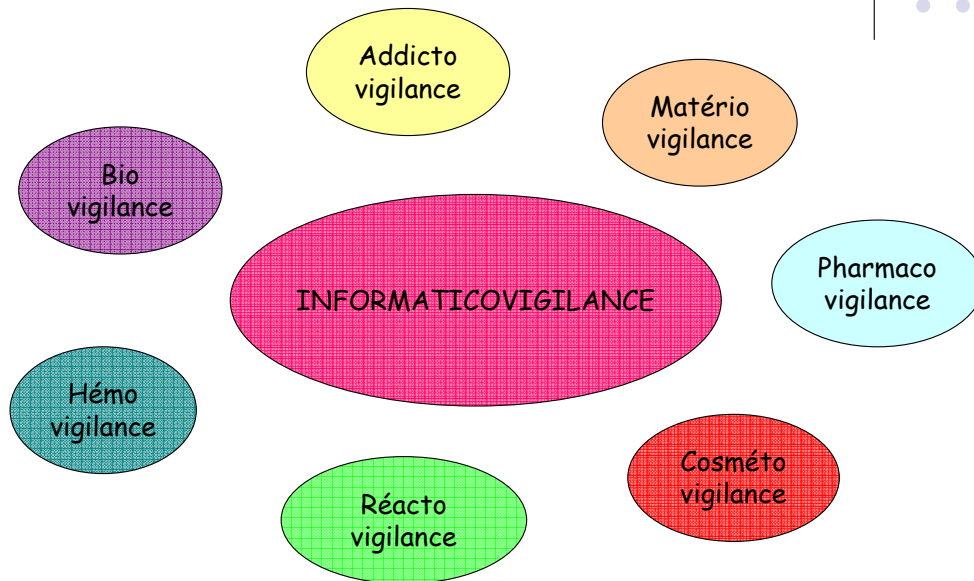 Addicto
vigilance
Matério
vigilance
Bio
vigilance
Pharmaco
vigilance
INFORMATICOVIGILANCE
Hémo
vigilance
Cosméto
vigilance
Réacto
vigilance